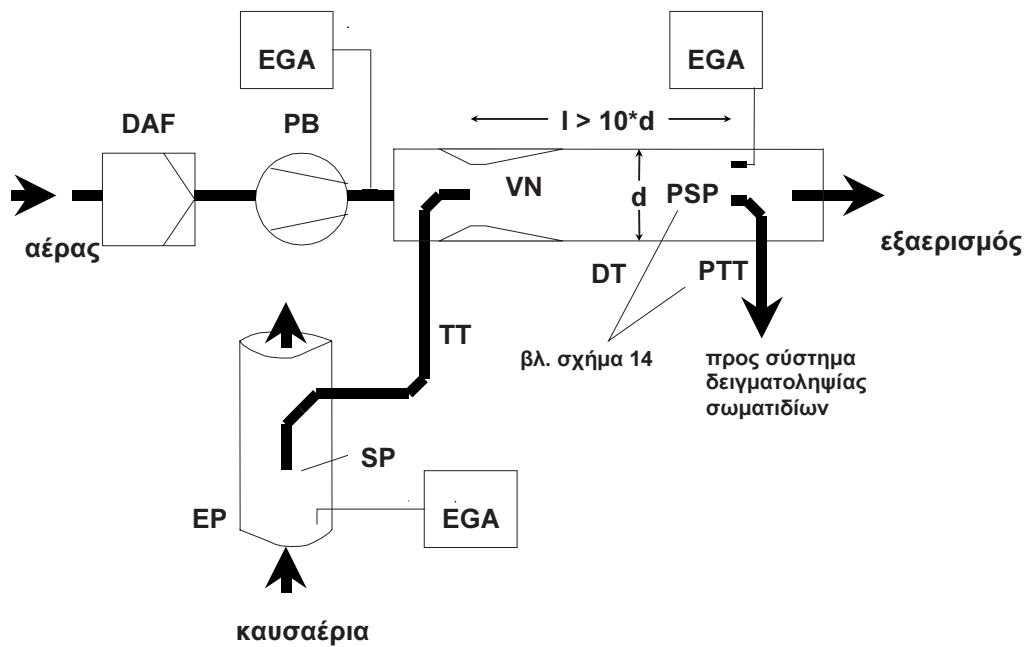 EGA
EGA
DAF
PB
l > 10*d
VN
d
PSP
αέρας
εξαερισμός
DT
PTT
TT
βλ. σχήμα 14
προς σύστημα
δειγματοληψίας
σωματιδίων
SP
EP
EGA
καυσαέρια